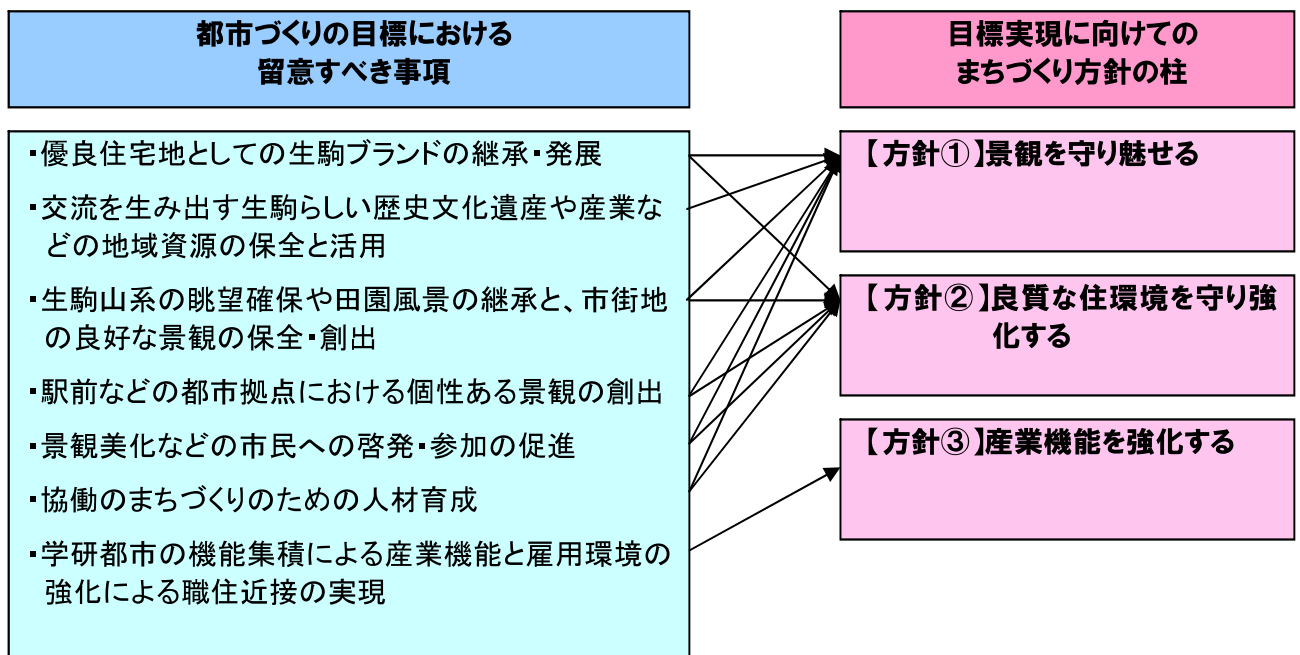 都市づくりの目標における
留意すべき事項
目標実現に向けての
まちづくり方針の柱
・優良住宅地としての生駒ブランドの継承・発展
・交流を生み出す生駒らしい歴史文化遺産や産業な
どの地域資源の保全と活用
・生駒山系の眺望確保や田園風景の継承と、市街地
の良好な景観の保全・創出
・駅前などの都市拠点における個性ある景観の創出
・景観美化などの市民への啓発・参加の促進
・協働のまちづくりのための人材育成
・学研都市の機能集積による産業機能と雇用環境の
強化による職住近接の実現
【方針①】景観を守り魅せる
【方針②】良質な住環境を守り強
化する
【方針③】産業機能を強化する